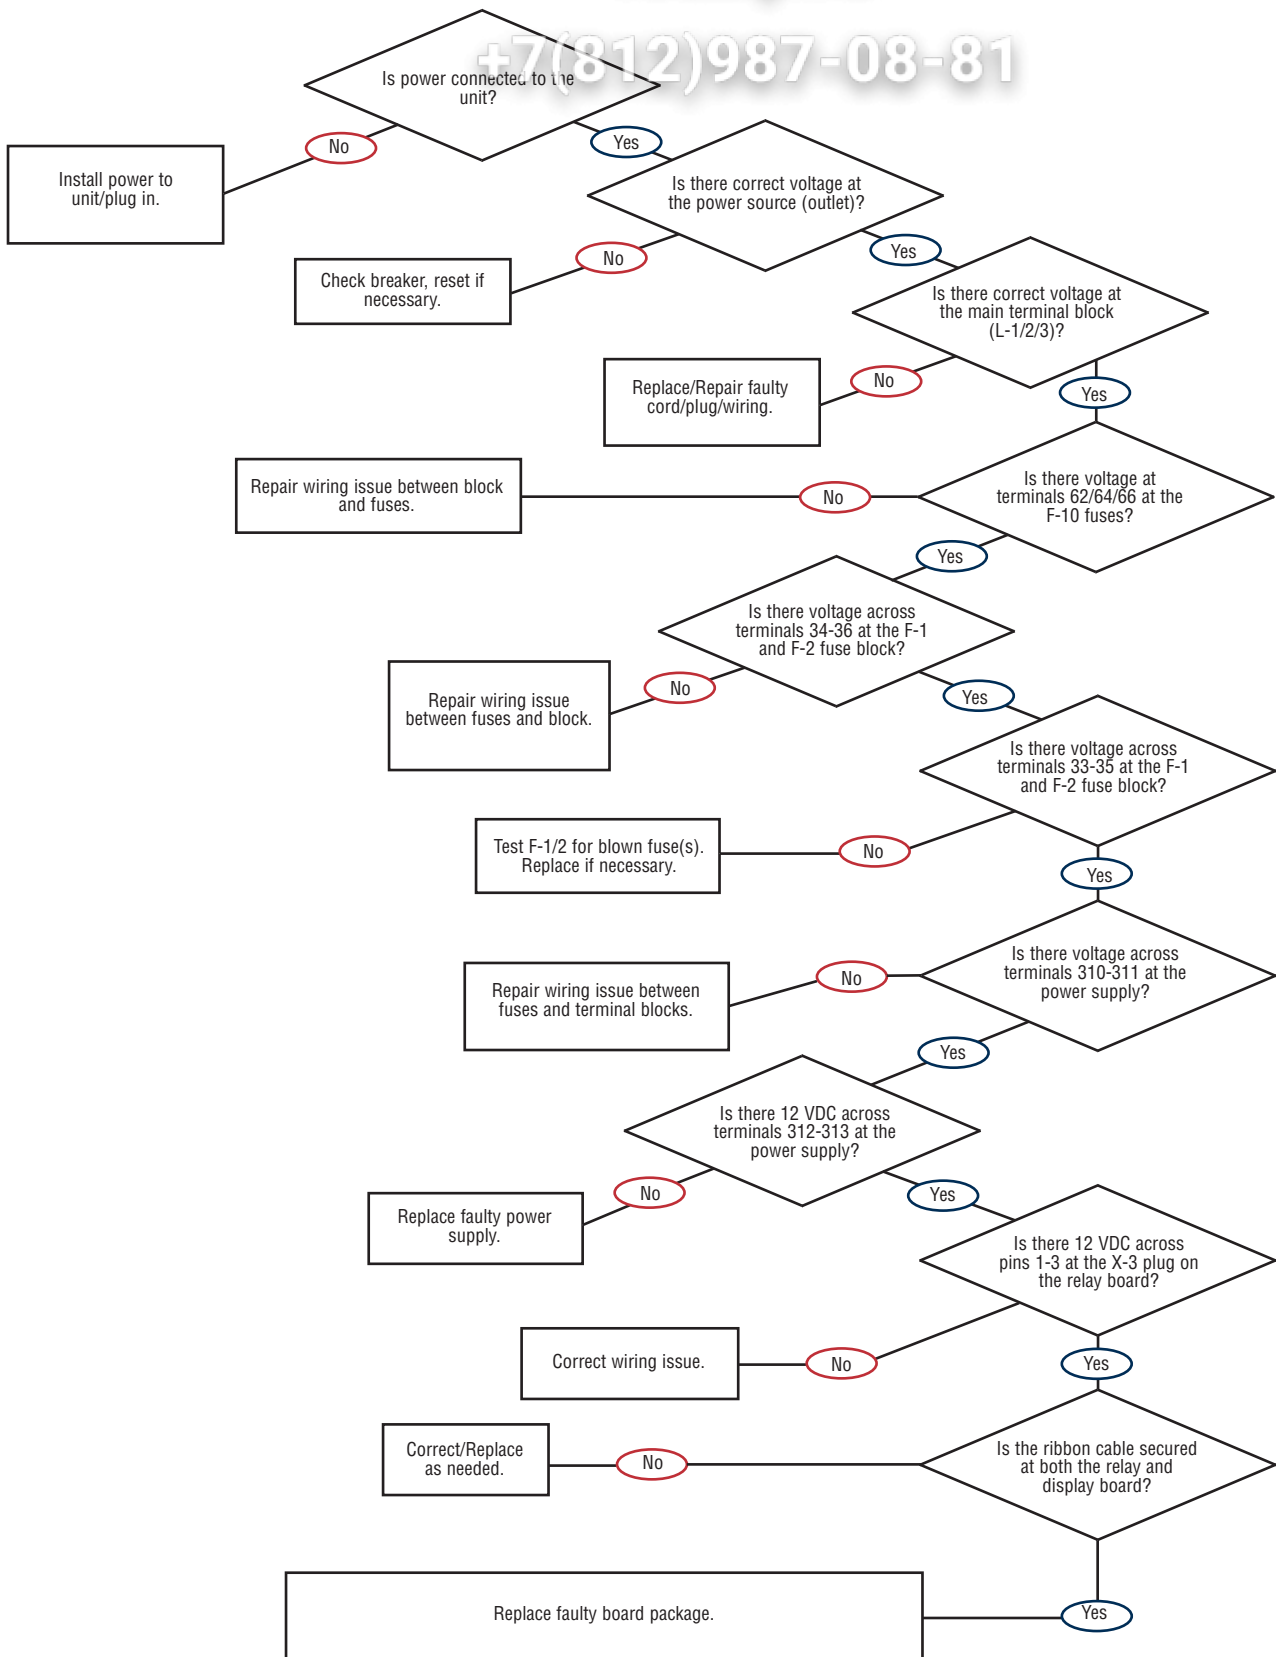 +7(812)987-08-81
Is power connected to the
unit?
No
Yes
Install power to
unit/plug in.
Is there correct voltage at
the power source (outlet)?
No
Yes
Check breaker, reset if
necessary.
Is there correct voltage at
the main terminal block
(L-1/2/3)?
No
Yes
Replace/Repair faulty
cord/plug/wiring.
Is there voltage at
terminals 62/64/66 at the
F-10 fuses?
No
Repair wiring issue between block
and fuses.
Yes
Is there voltage across
terminals 34-36 at the F-1
and F-2 fuse block?
No
Yes
Repair wiring issue
between fuses and block.
Is there voltage across
terminals 33-35 at the F-1
and F-2 fuse block?
No
Test F-1/2 for blown fuse(s).
Replace if necessary.
Yes
Is there voltage across
terminals 310-311 at the
power supply?
No
Repair wiring issue between
fuses and terminal blocks.
Yes
Is there 12 VDC across
terminals 312-313 at the
power supply?
No
Yes
Replace faulty power
supply.
Is there 12 VDC across
pins 1-3 at the X-3 plug on
the relay board?
No
Correct wiring issue.
Yes
Is the ribbon cable secured
at both the relay and
display board?
No
Correct/Replace
as needed.
Yes
Replace faulty board package.